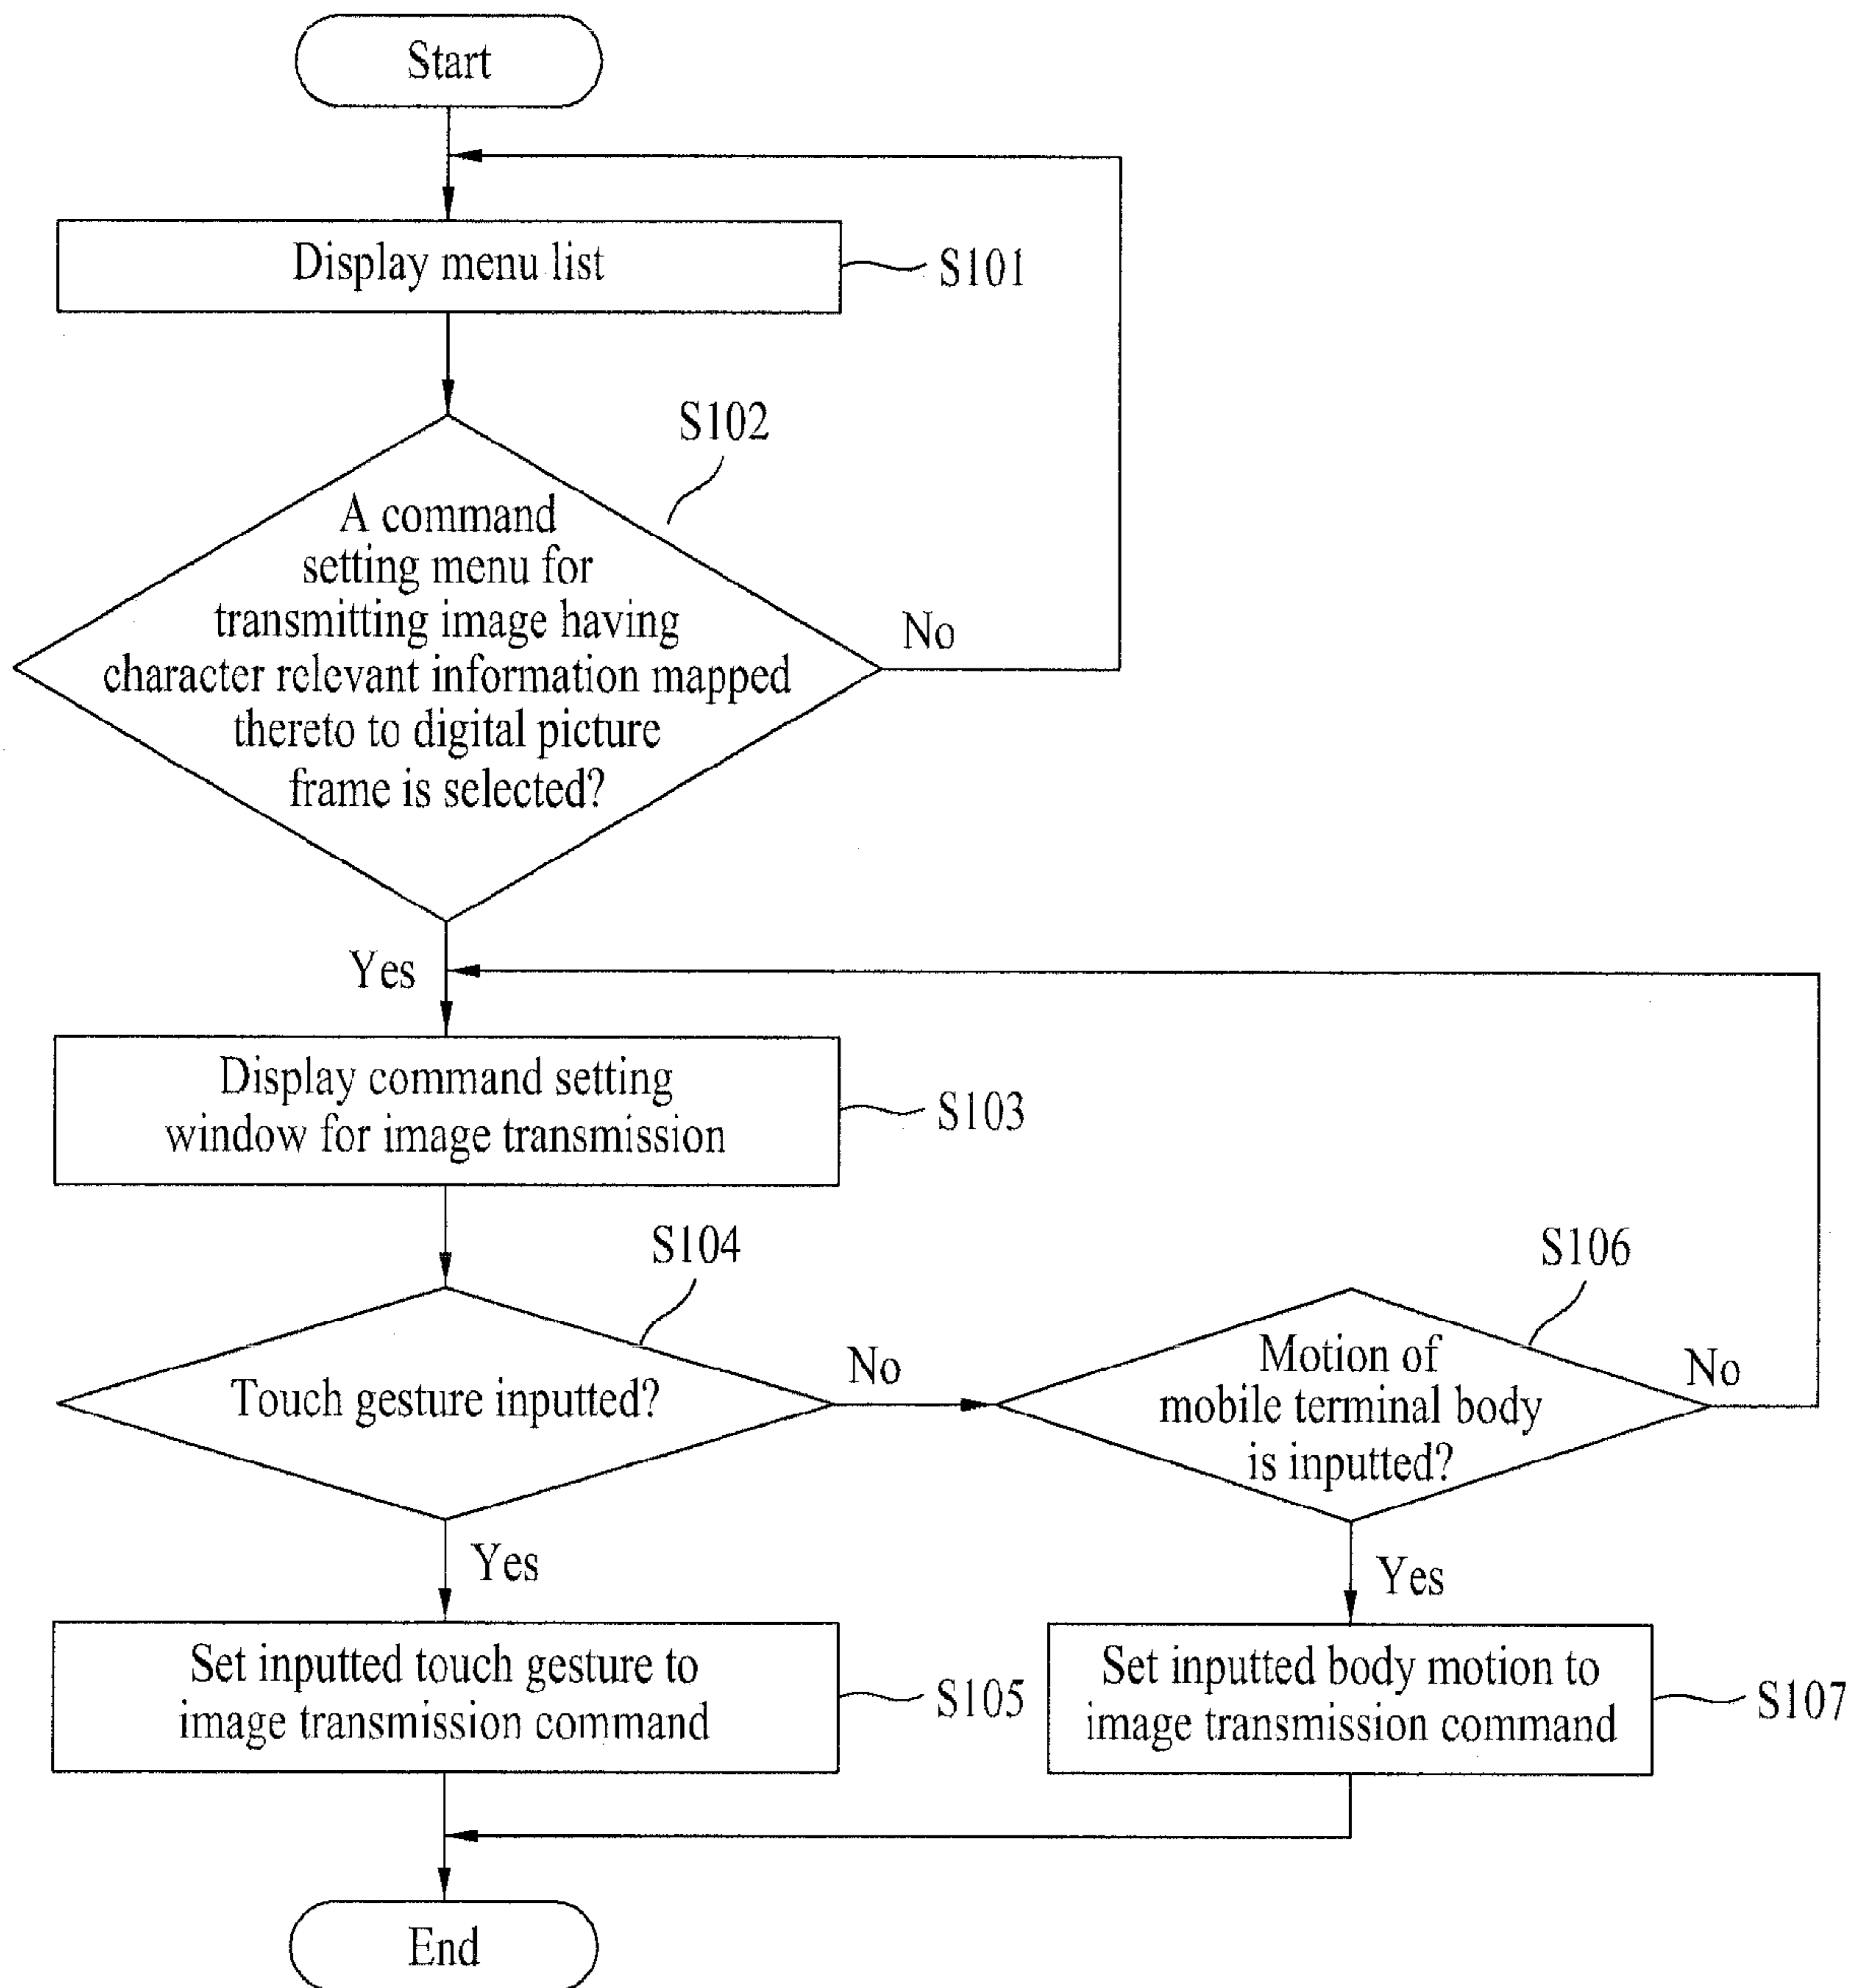 Start
Display menu list
S101
S102
A command
setting menu for
transmitting image having
character relevant information mapped
thereto to digital picture
frame is selected?
No
Yes
Display command setting
window for image transmission
S103
S104
Touch gesture inputted?
No
S106
Motion of
mobile terminal body
is inputted?
No
Yes
Yes
Set inputted touch gesture to
image transmission command
S105
Set inputted body motion to
image transmission command
S107
End